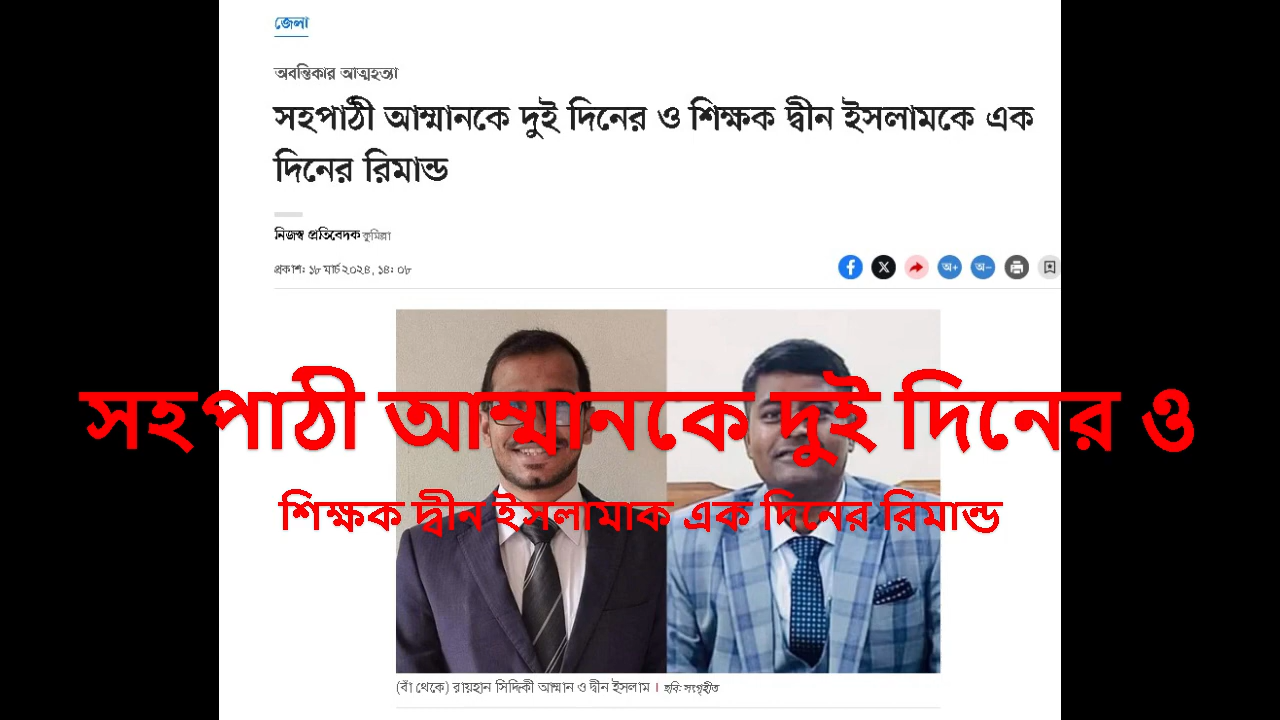 জেলা
অবন্তিকার আত্মহত্যা
সহপাঠী আম্মানকে দুই দিনের ও শিক্ষক দ্বীন ইসলামকে এক
দিনের রিমান্ড
নিজস্ব প্রতিবেদক কুমিল্লা
প্রকাশ: ১৮ মার্চ ২০২৪, ১৪: ০৮
অ+ অ−
সহপাঠী আম্মানকে দুই দিনের ও
শিক্ষক দ্বীন ইসলামাক এক দিনের রিমান্ড
(বাঁ থেকে) রায়হান সিদ্দিকী আম্মান ও দ্বীন ইসলাম । ছবি: সংগৃহীত